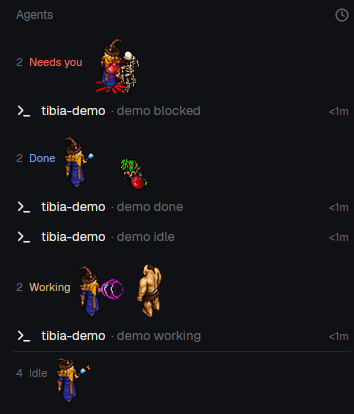 Agents
2 Needs you
tibia-demo · demo blocked <1m
2 Done
tibia-demo · demo done <1m
tibia-demo · demo idle <1m
2 Working
tibia-demo · demo working <1m
4 Idle